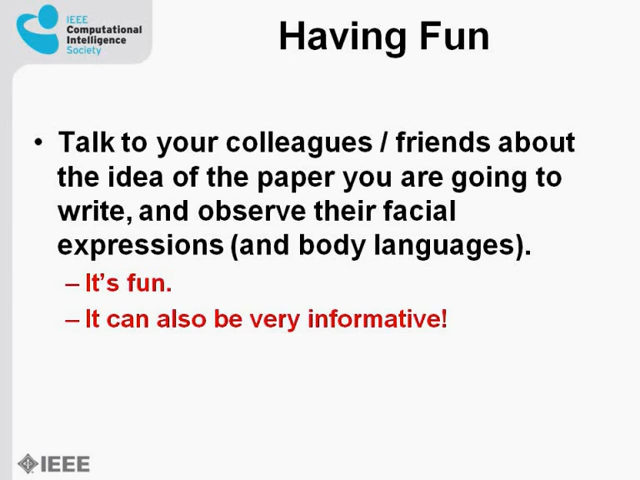 IEEE
Computational
Intelligence
Society
Having Fun
• Talk to your colleagues / friends about
the idea of the paper you are going to
write, and observe their facial
expressions (and body languages).
– It's fun.
– It can also be very informative!
IEEE